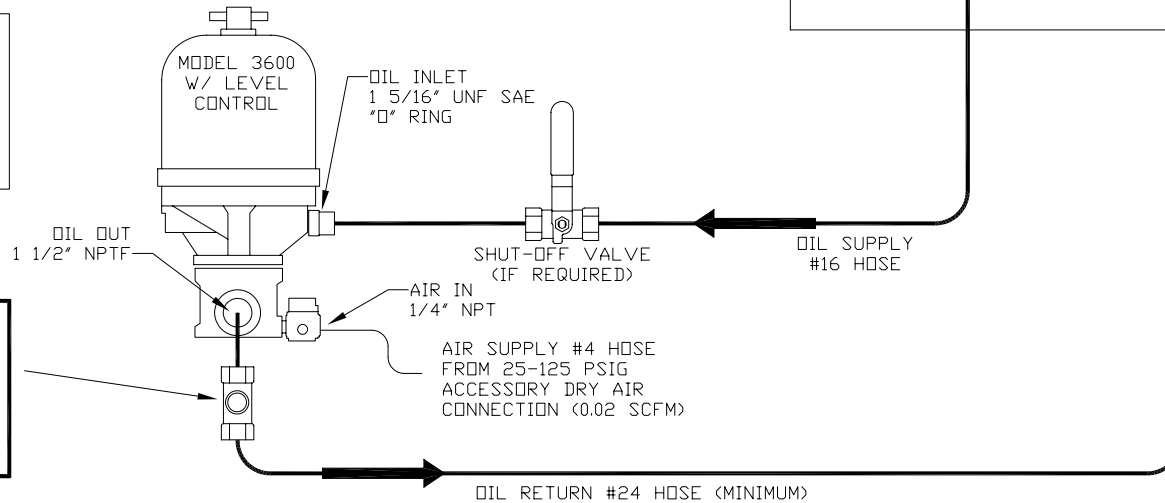 MODEL 3600
W/ LEVEL
CONTROL
OIL INLET
1 5/16" UNF SAE
"O" RING
OIL OUT
1 1/2" NPTF
SHUT-OFF VALVE
(IF REQUIRED)
OIL SUPPLY
#16 HOSE
AIR IN
1/4" NPT
AIR SUPPLY #4 HOSE
FROM 25-125 PSIG
ACCESSORY DRY AIR
CONNECTION (0.02 SCFM)
OIL RETURN #24 HOSE (MINIMUM)